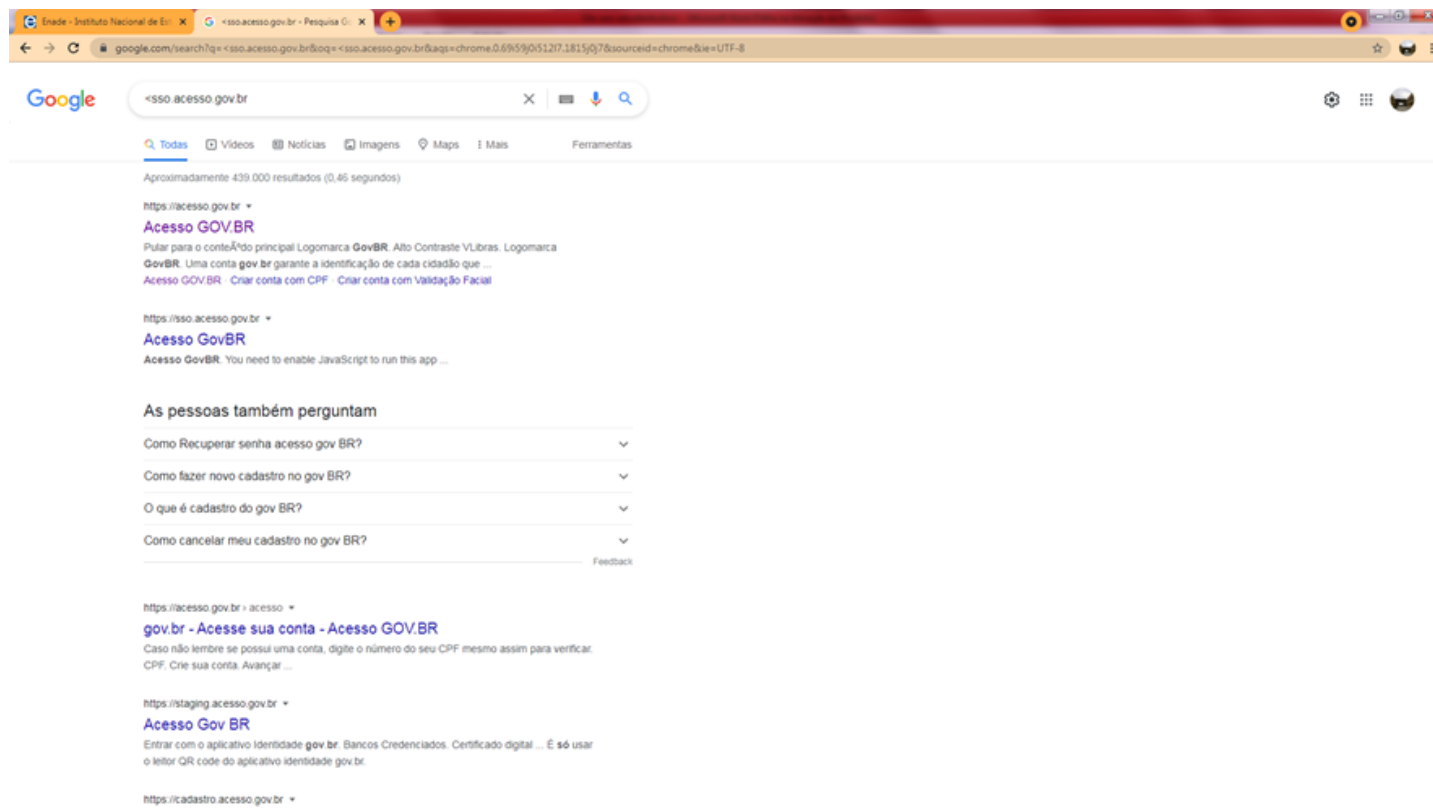 Enade - Instituto Nacional de Est
<sso.acesso.gov.br - Pesquisa G
google.com/search?q=<sso.acesso.gov.br&oq=<sso.acesso.gov.br&aqs=chrome.0.69i59j0i512l7.1815j0j7&sourceid=chrome&ie=UTF-8
Google
<sso.acesso.gov.br
Todas Vídeos Notícias Imagens Maps Mais Ferramentas
Aproximadamente 439.000 resultados (0,46 segundos)
https://acesso.gov.br
Acesso GOV.BR
Pular para o conteÃºdo principal Logomarca GovBR. Alto Contraste VLibras. Logomarca
GovBR. Uma conta gov.br garante a identificação de cada cidadão que ...
Acesso GOV.BR · Criar conta com CPF · Criar conta com Validação Facial
https://sso.acesso.gov.br
Acesso GovBR
Acesso GovBR. You need to enable JavaScript to run this app ...
As pessoas também perguntam
Como Recuperar senha acesso gov BR?
Como fazer novo cadastro no gov BR?
O que é cadastro do gov BR?
Como cancelar meu cadastro no gov BR?
Feedback
https://acesso.gov.br › acesso
gov.br - Acesse sua conta - Acesso GOV.BR
Caso não lembre se possui uma conta, digite o número do seu CPF mesmo assim para verificar.
CPF. Crie sua conta. Avançar ...
https://staging.acesso.gov.br
Acesso Gov BR
Entrar com o aplicativo Identidade gov.br. Bancos Credenciados. Certificado digital ... É só usar
o leitor QR code do aplicativo identidade gov.br.
https://cadastro.acesso.gov.br